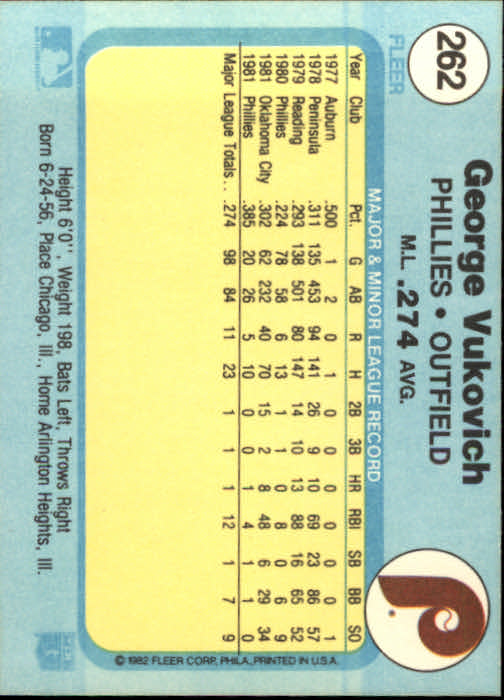 262
FLEER
George Vukovich
PHILLIES • OUTFIELD
M.L. .274 AVG.
MAJOR & MINOR LEAGUE RECORD
Year Club Pct. G AB R H 2B 3B HR RBI SB BB SO
1977 Auburn .500 1 2 0 1 0 0 0 0 0 0 1
1978 Peninsula .311 135 453 94 141 26 9 10 69 23 86 57
1979 Reading .293 138 501 80 147 14 10 13 88 16 65 52
1980 Phillies .224 78 58 6 13 1 1 0 8 0 6 9
1981 Oklahoma City .302 62 232 40 70 15 2 8 48 6 29 34
1981 Phillies .385 20 26 5 10 0 0 1 4 1 1 0
Major League Totals . . .274 98 84 11 23 1 1 1 12 1 7 9
© 1982 FLEER CORP., PHILA., PRINTED IN U.S.A.
Height 6'0", Weight 198, Bats Left, Throws Right
Born 6-24-56, Place Chicago, Ill., Home Arlington Heights, Ill.